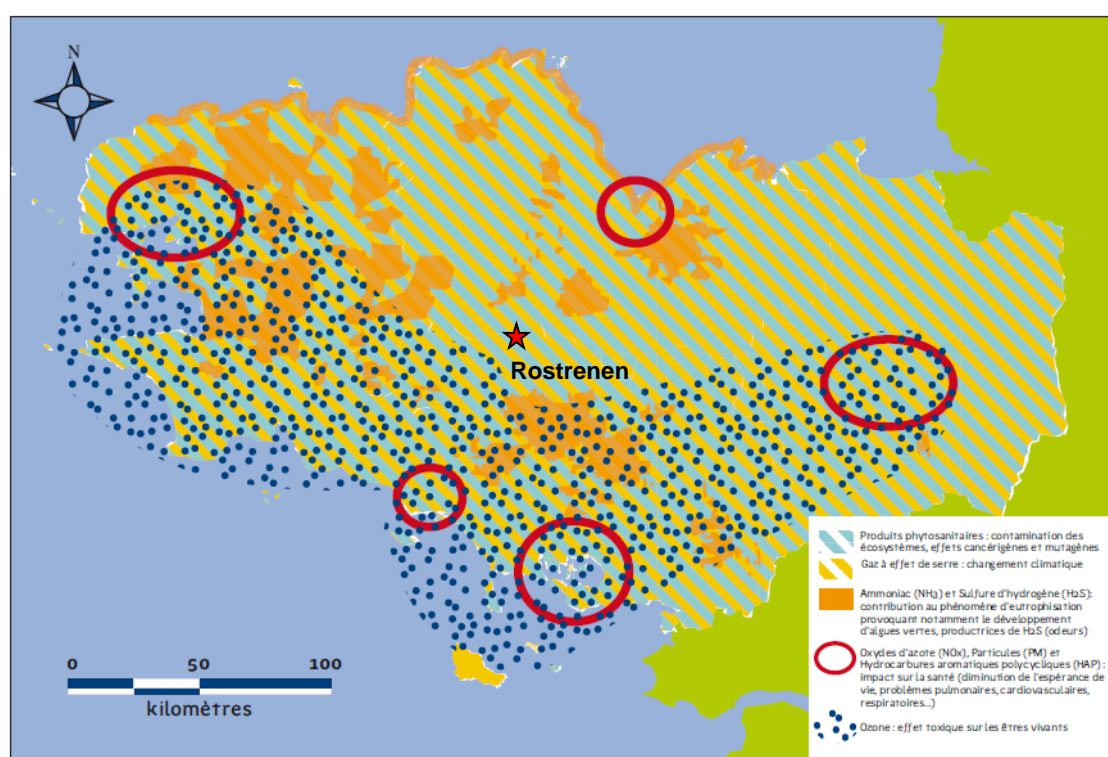 N
Rostrenen
0 50 100
kilomètres
Produits phytosanitaires : contamination des
écosystèmes, effets cancérigènes et mutagènes
Gaz à effet de serre : changement climatique
Ammoniac (NH3) et Sulfure d'hydrogène (H2S):
contribution au phénomène d'eutrophisation
provoquant notamment le développement
d'algues vertes, productrices de H2S (odeurs)
Oxydes d'azote (NOx), Particules (PM) et
Hydrocarbures aromatiques polycycliques (HAP) :
impact sur la santé (diminution de l'espérance de
vie, problèmes pulmonaires, cardiovasculaires,
respiratoires...)
Ozone : effet toxique sur les êtres vivants